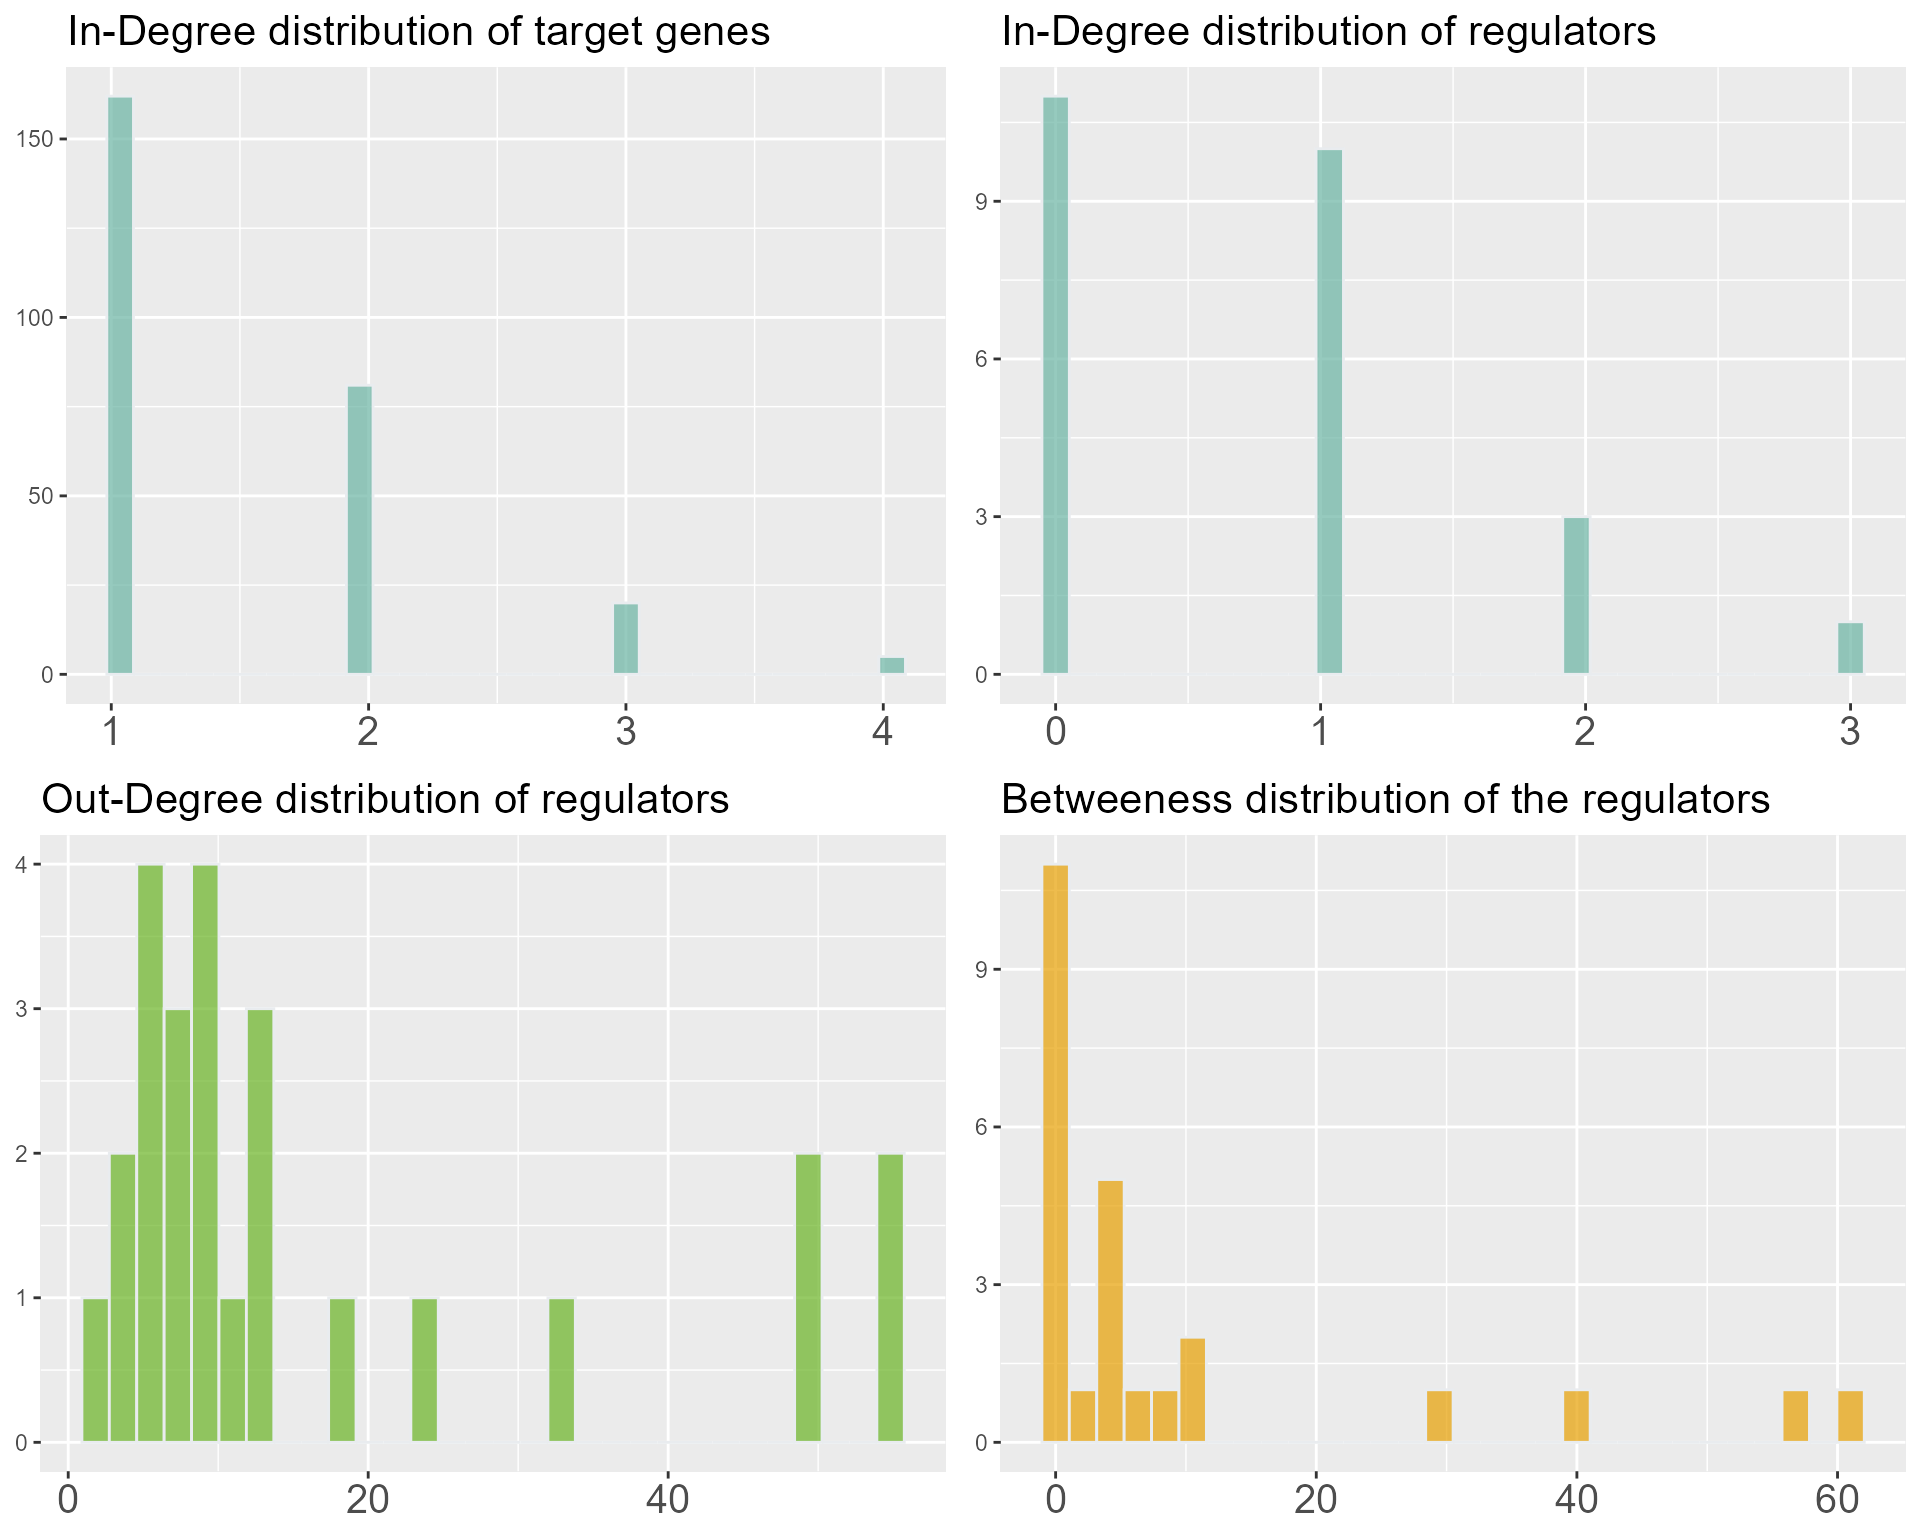 In-Degree distribution of target genes
150
100
50
0
1 2 3 4
In-Degree distribution of regulators
9
6
3
0
0 1 2 3
Out-Degree distribution of regulators
4
3
2
1
0
0 20 40
Betweeness distribution of the regulators
9
6
3
0
0 20 40 60